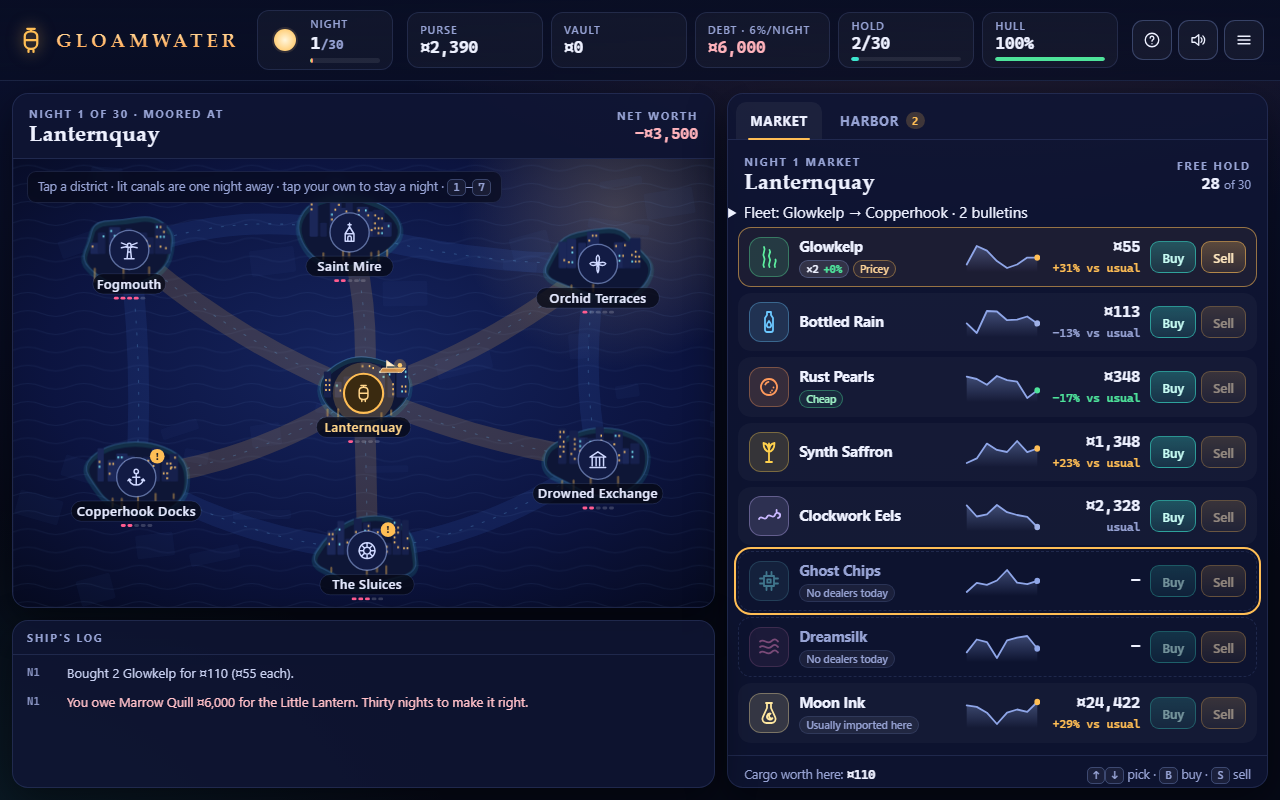 GLOAMWATER
NIGHT
1/30
PURSE
¤2,390
VAULT
¤0
DEBT · 6%/NIGHT
¤6,000
HOLD
2/30
HULL
100%
NIGHT 1 OF 30 · MOORED AT
Lanternquay
NET WORTH
−¤3,500
Tap a district · lit canals are one night away · tap your own to stay a night · 1–7
Saint Mire
Fogmouth
Orchid Terraces
Lanternquay
Copperhook Docks
!
Drowned Exchange
The Sluices
!
SHIP'S LOG
N1 Bought 2 Glowkelp for ¤110 (¤55 each).
N1 You owe Marrow Quill ¤6,000 for the Little Lantern. Thirty nights to make it right.
MARKET
HARBOR 2
NIGHT 1 MARKET
Lanternquay
FREE HOLD
28 of 30
▶ Fleet: Glowkelp → Copperhook · 2 bulletins
Glowkelp
×2 +0% Pricey
¤55
+31% vs usual
Buy Sell
Bottled Rain
¤113
−13% vs usual
Buy Sell
Rust Pearls
Cheap
¤348
−17% vs usual
Buy Sell
Synth Saffron
¤1,348
+23% vs usual
Buy Sell
Clockwork Eels
¤2,328
usual
Buy Sell
Ghost Chips
No dealers today
–
Buy Sell
Dreamsilk
No dealers today
–
Buy Sell
Moon Ink
Usually imported here
¤24,422
+29% vs usual
Buy Sell
Cargo worth here: ¤110
↑ ↓ pick · B buy · S sell